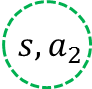 s, a₂